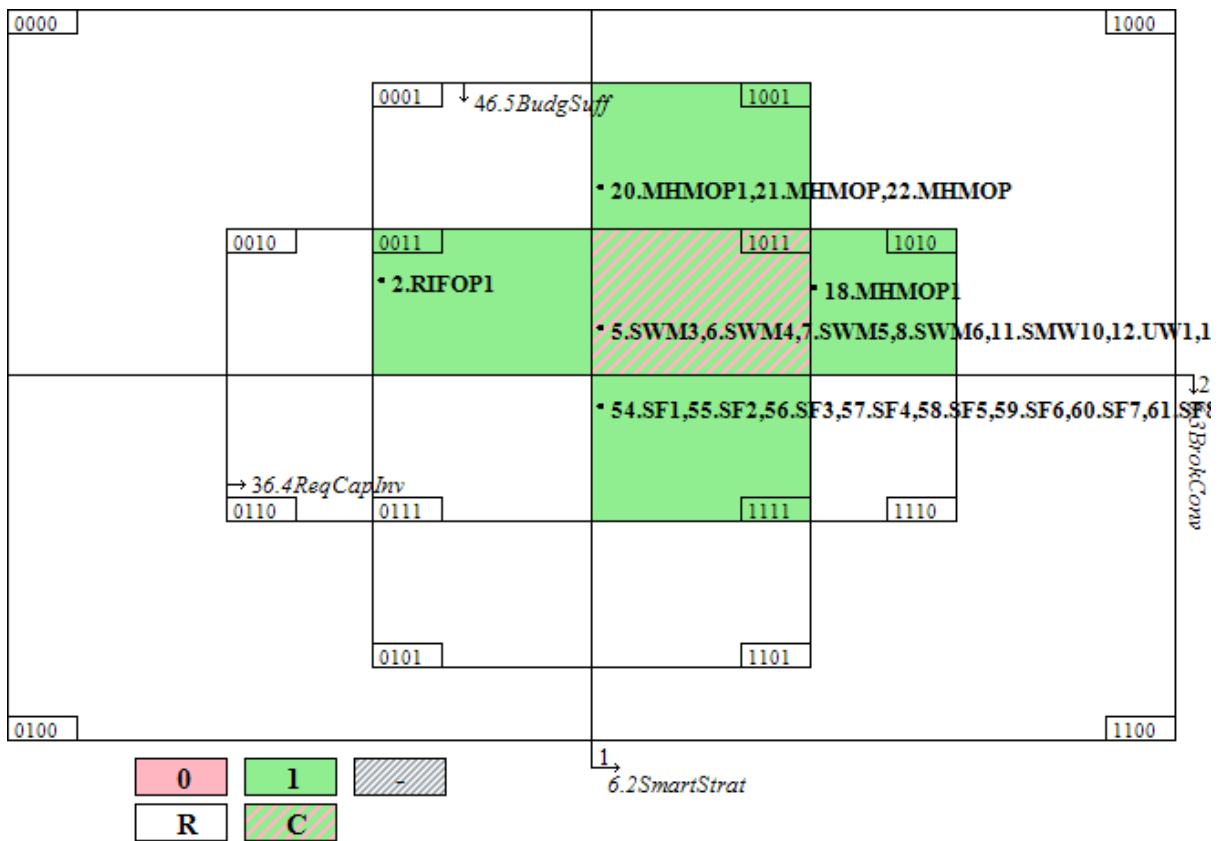 0000 1000
0001 46.5BudgSuff 1001
20.MHMOP1,21.MHMOP,22.MHMOP
0010 0011 1011 1010
2.RIFOP1 18.MHMOP1
5.SWM3,6.SWM4,7.SWM5,8.SWM6,11.SMW10,12.UW1,1
2
54.SF1,55.SF2,56.SF3,57.SF4,58.SF5,59.SF6,60.SF7,61.SF8
3BrokConv
36.4ReqCapInv
0110 0111 1111 1110
0101 1101
0100 1100
1
6.2SmartStrat
0 1 -
R C